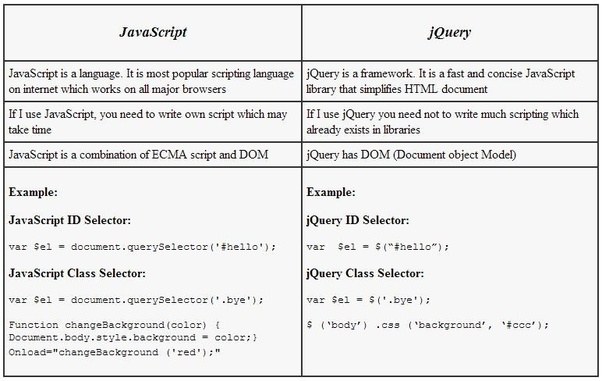 JavaScript
jQuery
JavaScript is a language. It is most popular scripting language
on internet which works on all major browsers
jQuery is a framework. It is a fast and concise JavaScript
library that simplifies HTML document
If I use JavaScript, you need to write own script which may
take time
If I use jQuery you need not to write much scripting which
already exists in libraries
JavaScript is a combination of ECMA script and DOM
jQuery has DOM (Document object Model)
Example:
JavaScript ID Selector:
var $el = document.querySelector('#hello');
JavaScript Class Selector:
var $el = document.querySelector('.bye');
Function changeBackground(color) {
Document.body.style.background = color;}
Onload="changeBackground ('red');"
Example:
jQuery ID Selector:
var  $el = $(“#hello”);
jQuery Class Selector:
var $el = $('.bye');
$ (‘body’) .css (‘background’, ‘#ccc’);